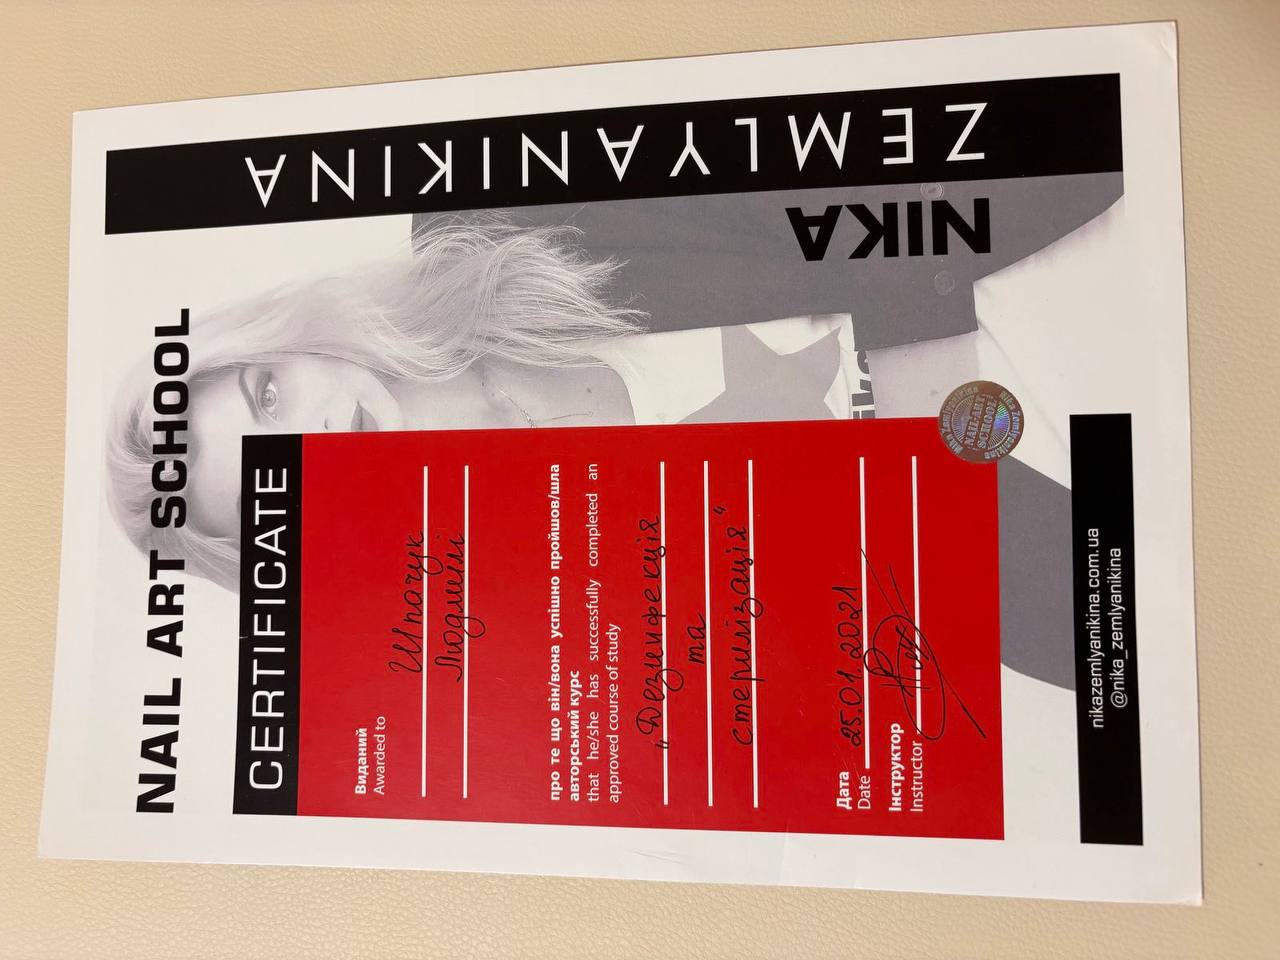 NAIL ART SCHOOL
CERTIFICATE
Виданий
Awarded to
Шпачук
Людмилі
про те що він/вона успішно пройшов/шла
авторський курс
that he/she has successfully completed an
approved course of study
„Дезинфекція
та
стерилізація"
Дата
Date 25.01.2021
Інструктор
Instructor
Nika Zemlyanikina
NAIL-ART
SCHOOL
Nika Zemlyanikina
nikazemlyanikina.com.ua
@nika_zemlyanikina
NIKA
ZEMLYANIKINA